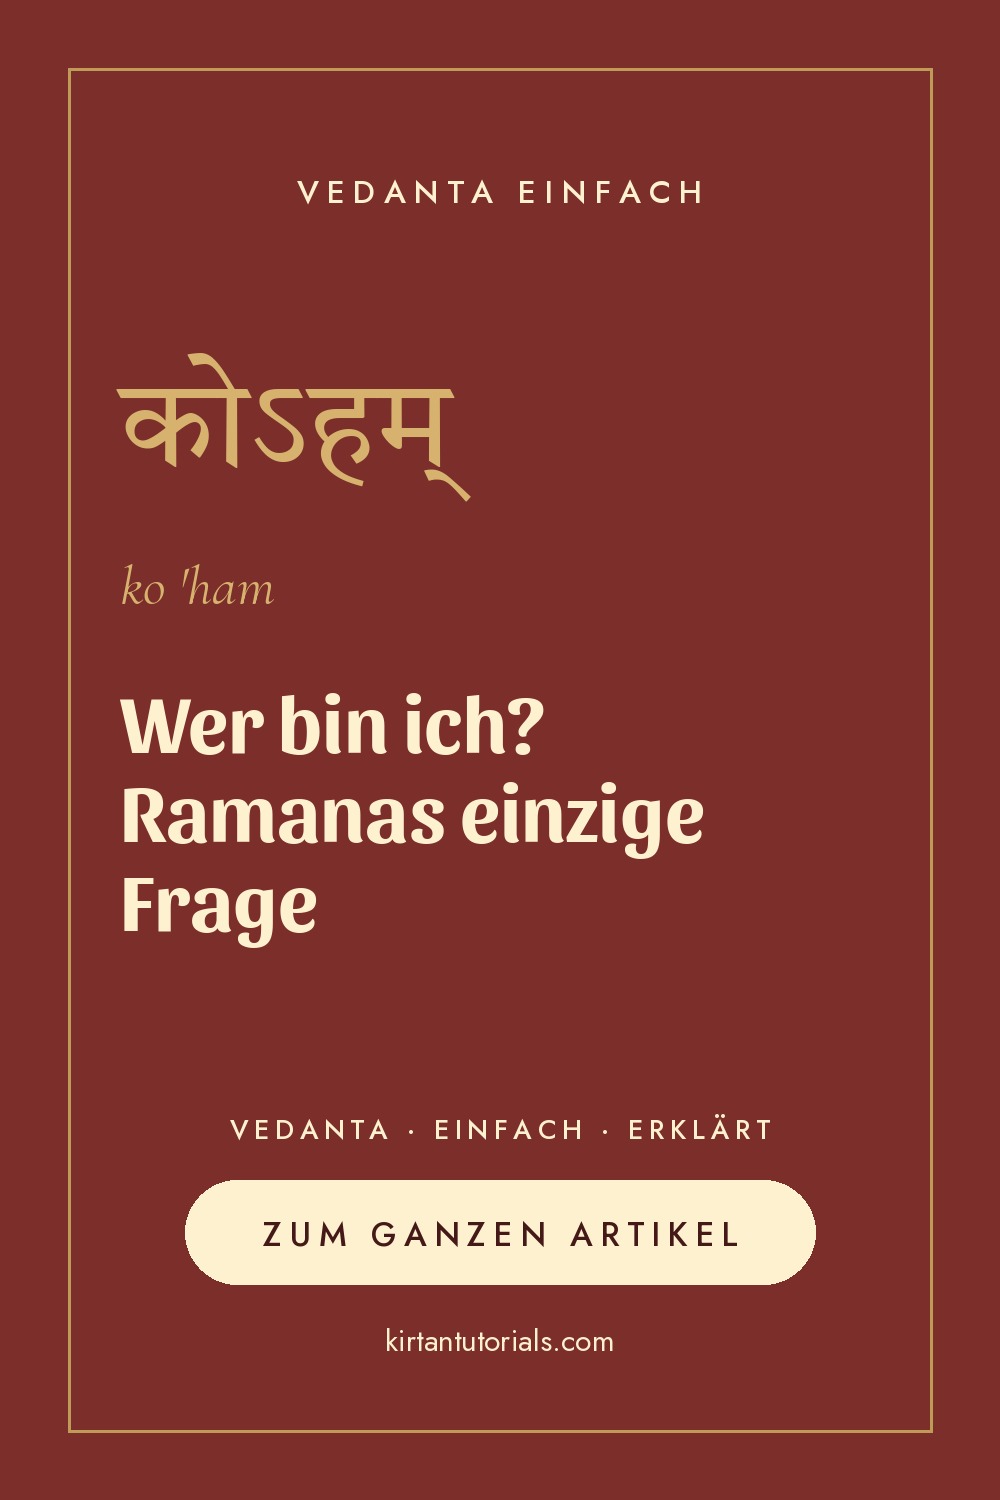 VEDANTA EINFACH
कोऽहम्
ko 'ham
Wer bin ich?
Ramanas einzige
Frage
VEDANTA · EINFACH · ERKLÄRT
ZUM GANZEN ARTIKEL
kirtantutorials.com